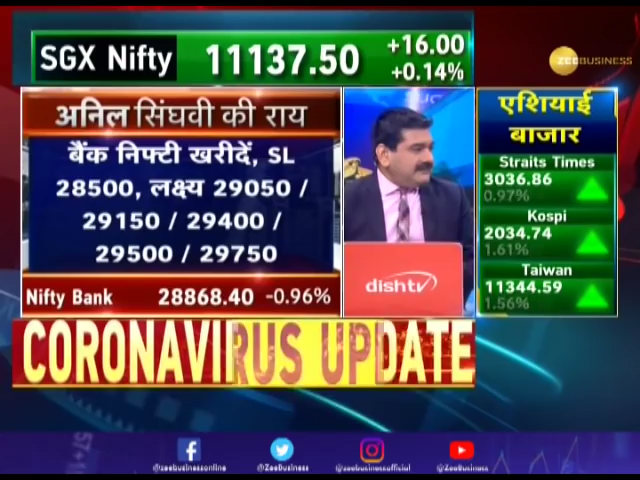 SGX Nifty 11137.50 +16.00
+0.14%
ZEEBUSINESS
अनिल सिंघवी की राय
बैंक निफ्टी खरीदें, SL
28500, लक्ष्य 29050 /
29150 / 29400 /
29500 / 29750
Nifty Bank 28868.40 -0.96%
dishtv
एशियाई
बाजार
Straits Times
3036.86
0.97%
Kospi
2034.74
1.61%
Taiwan
11344.59
1.56%
CORONAVIRUS UPDATE
@zeebusinessonline @ZeeBusiness @zeebusinessofficial @ZeeBusiness